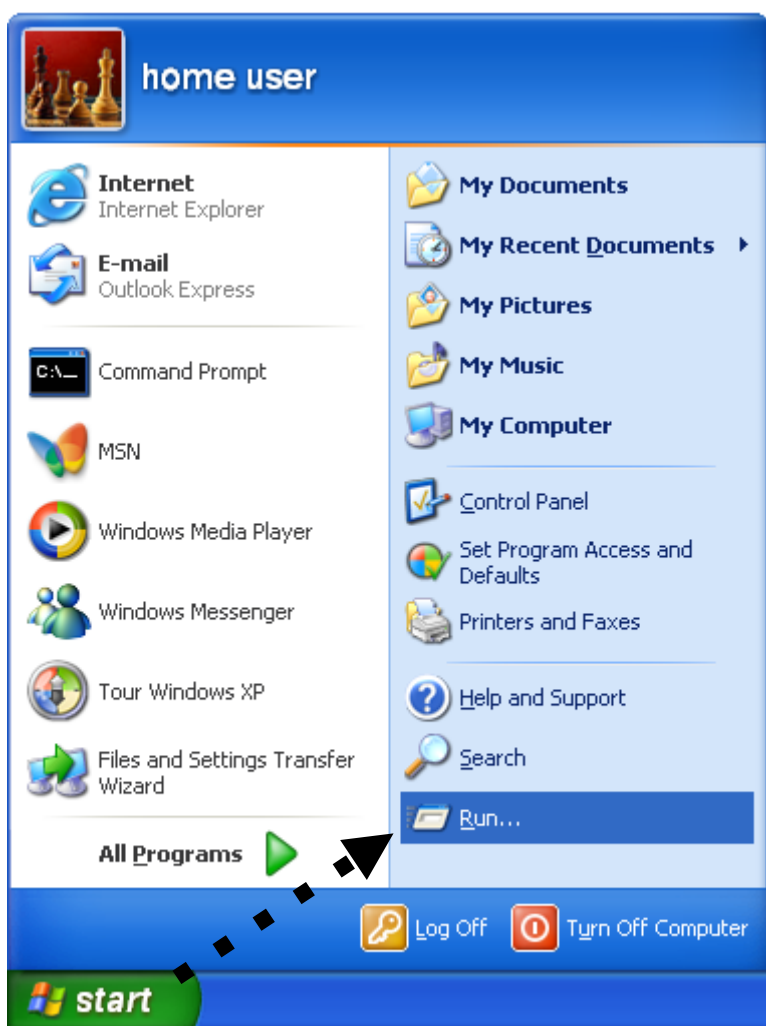 home user
Internet
Internet Explorer
E-mail
Outlook Express
C:\_
Command Prompt
MSN
Windows Media Player
Windows Messenger
Tour Windows XP
Files and Settings Transfer
Wizard
All Programs
My Documents
My Recent Documents
My Pictures
My Music
My Computer
Control Panel
Set Program Access and
Defaults
Printers and Faxes
Help and Support
Search
Run...
Log Off
Turn Off Computer
start